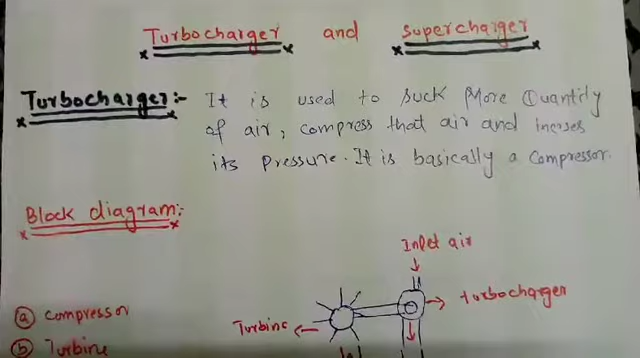 Turbocharger and supercharger
Turbocharger:- It is used to suck More Quantity
of air, compress that air and increses
its pressure. It is basically a compressor.
Block diagram:-
Inlet air
turbocharger
(a) compressor
Turbine
(b) Turbine